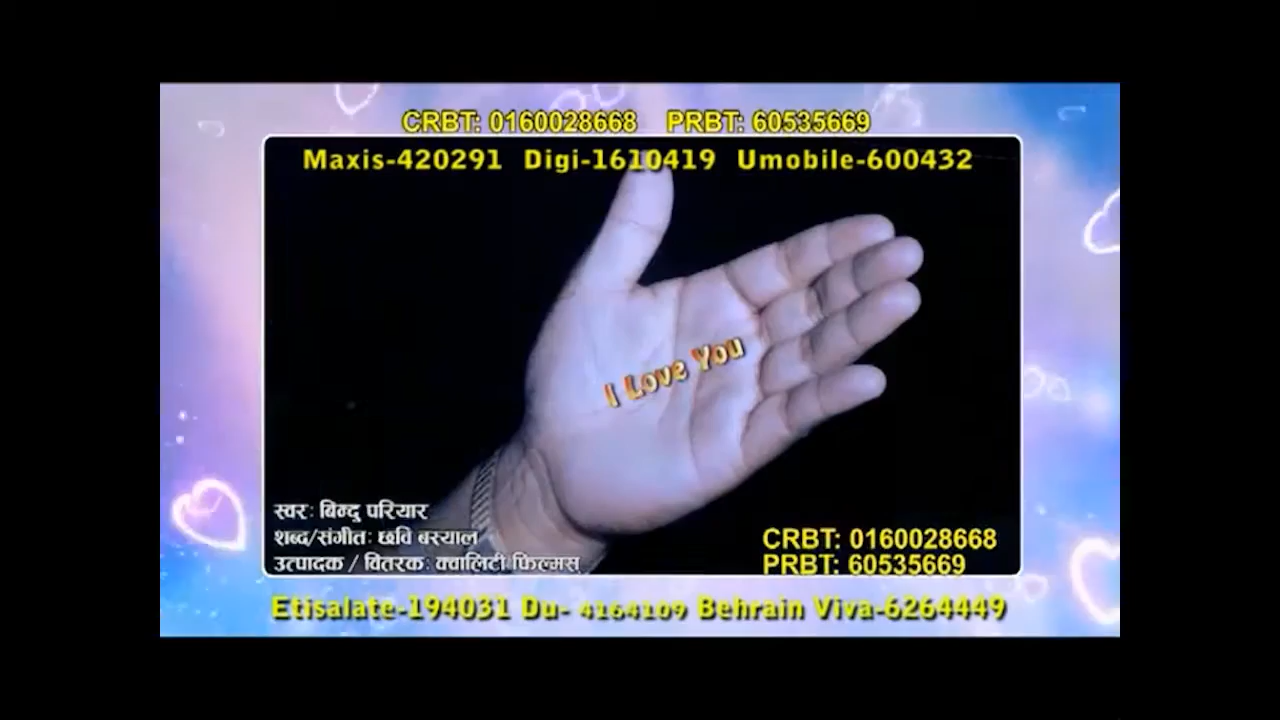 CRBT: 0160028668 PRBT: 60535669
Maxis-420291 Digi-1610419 Umobile-600432
I Love You
स्वर: बिन्दु परियार
शब्द/संगीत: छवि बस्याल
उत्पादक / वितरक: क्वालिटी फिल्मस्
CRBT: 0160028668
PRBT: 60535669
Etisalate-194031 Du- 4164109 Behrain Viva-6264449